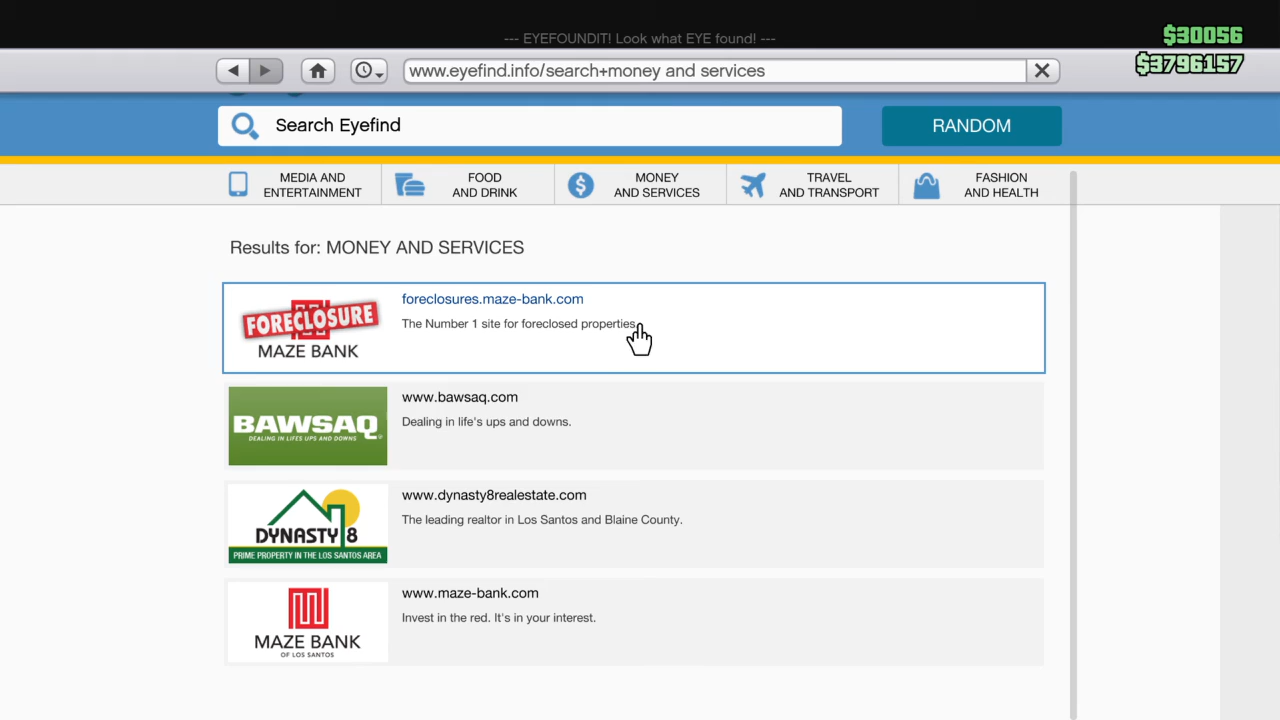 --- EYEFOUNDIT! Look what EYE found! ---
$30056
$3796157
www.eyefind.info/search+money and services
Search Eyefind
RANDOM
MEDIA AND
ENTERTAINMENT
FOOD
AND DRINK
MONEY
AND SERVICES
TRAVEL
AND TRANSPORT
FASHION
AND HEALTH
Results for: MONEY AND SERVICES
FORECLOSURE
MAZE BANK
foreclosures.maze-bank.com
The Number 1 site for foreclosed properties.
BAWSAQ
DEALING IN LIFES UPS AND DOWNS
www.bawsaq.com
Dealing in life's ups and downs.
DYNASTY 8
PRIME PROPERTY IN THE LOS SANTOS AREA
www.dynasty8realestate.com
The leading realtor in Los Santos and Blaine County.
MAZE BANK
OF LOS SANTOS
www.maze-bank.com
Invest in the red. It's in your interest.